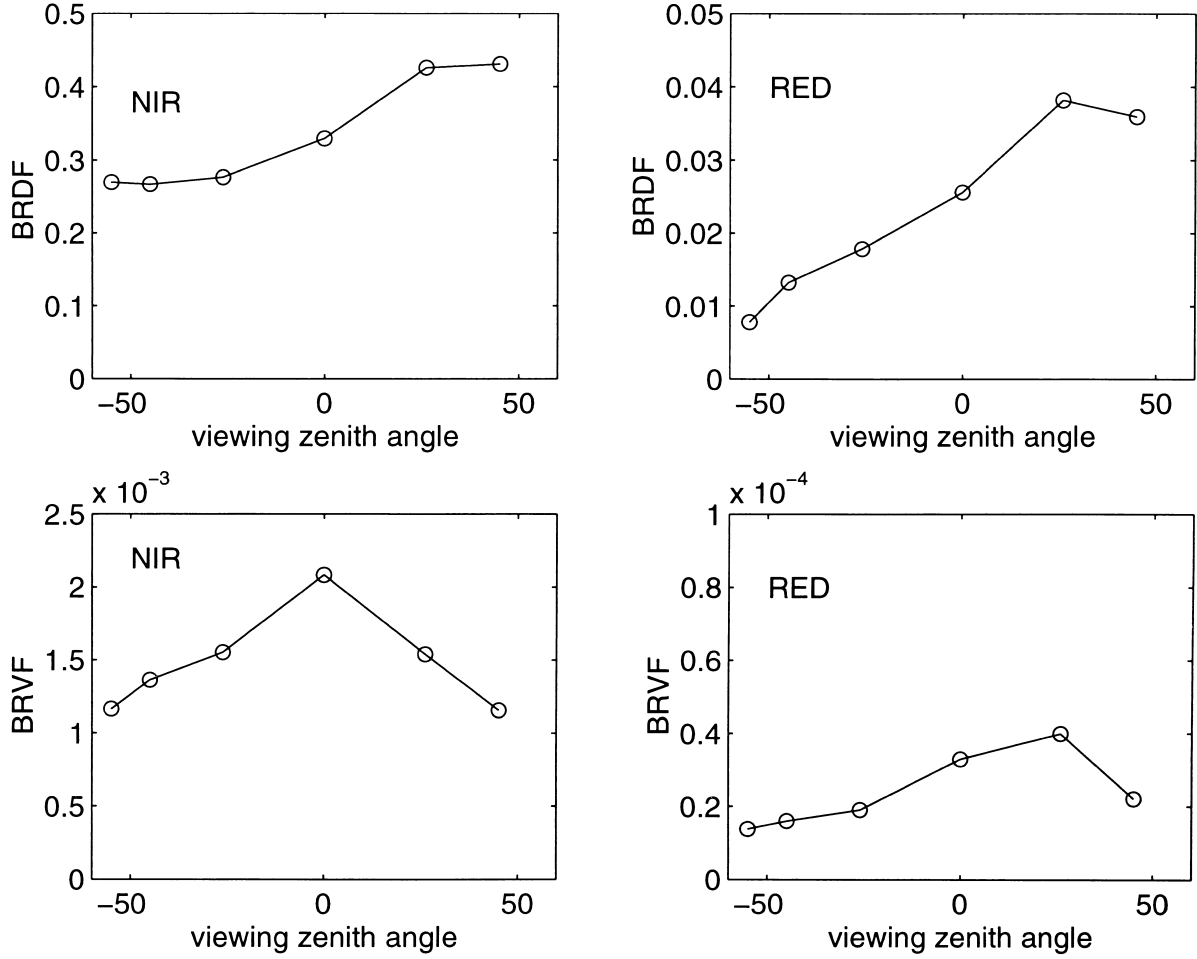 0.5
0.4
0.3
0.2
0.1
0
BRDF
NIR
−50 0 50
viewing zenith angle
0.05
0.04
0.03
0.02
0.01
0
BRDF
RED
−50 0 50
viewing zenith angle
x 10⁻³
2.5
2
1.5
1
0.5
0
BRVF
NIR
−50 0 50
viewing zenith angle
x 10⁻⁴
1
0.8
0.6
0.4
0.2
0
BRVF
RED
−50 0 50
viewing zenith angle